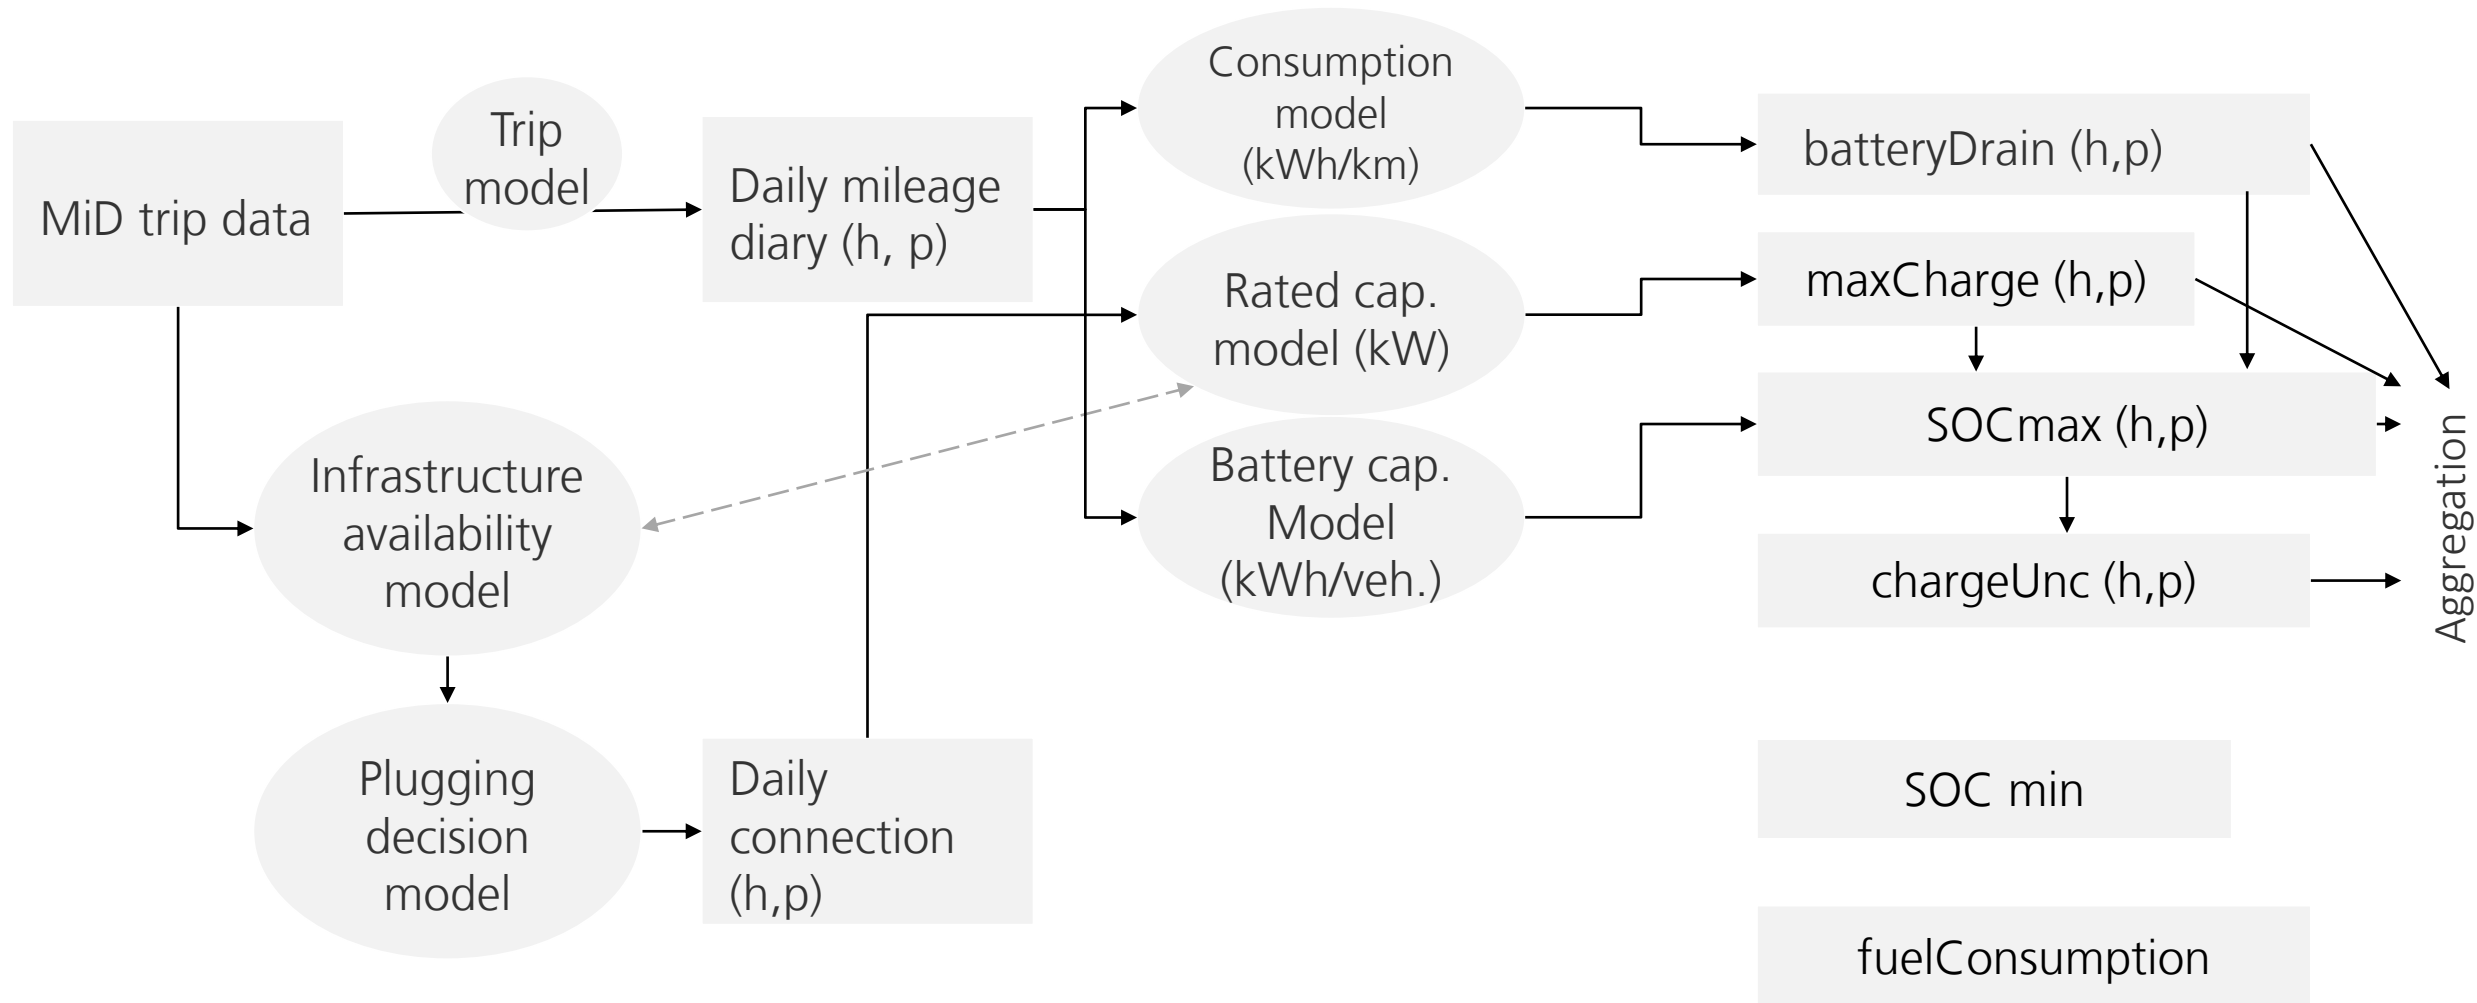 MiD trip data
Trip
model
Daily mileage
diary (h, p)
Consumption
model
(kWh/km)
Rated cap.
model (kW)
Battery cap.
Model
(kWh/veh.)
Infrastructure
availability
model
Plugging
decision
model
Daily
connection
(h,p)
batteryDrain (h,p)
maxCharge (h,p)
SOCmax (h,p)
chargeUnc (h,p)
Aggregation
SOC min
fuelConsumption